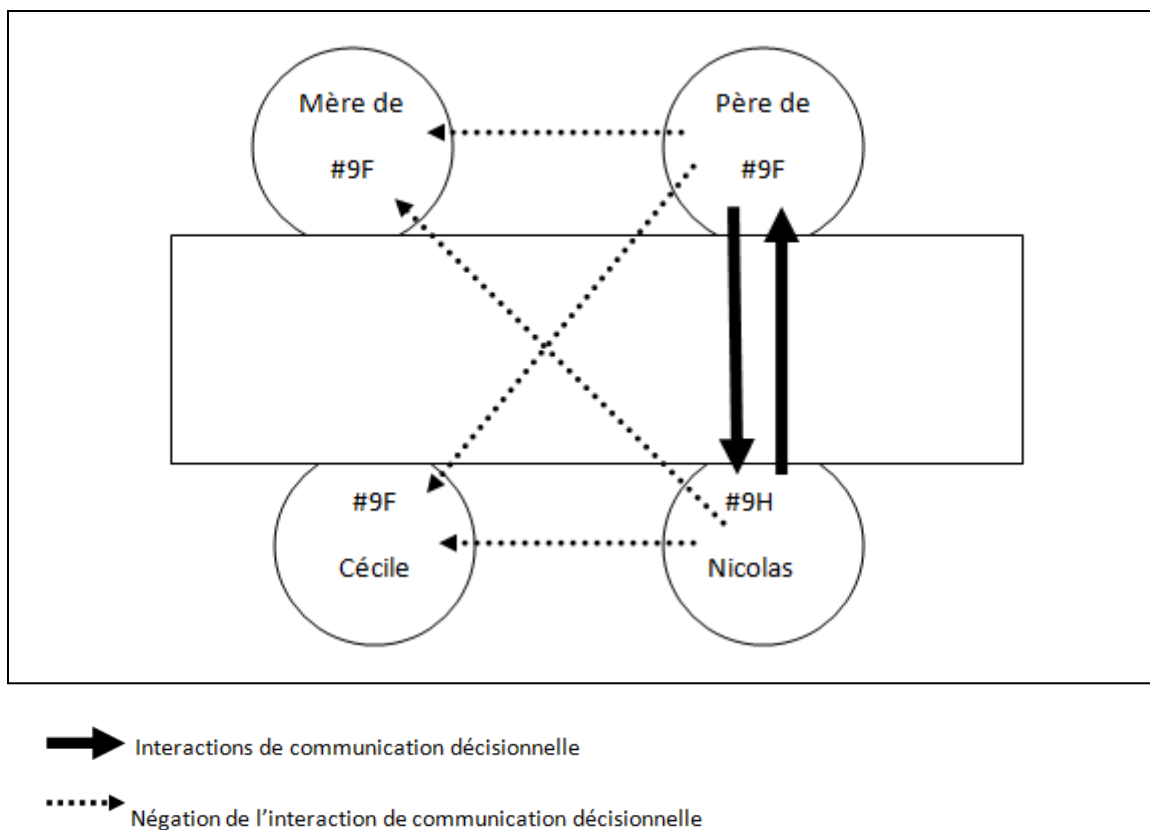 Mère de
#9F
Père de
#9F
#9F
Cécile
#9H
Nicolas
Interactions de communication décisionnelle
Négation de l'interaction de communication décisionnelle